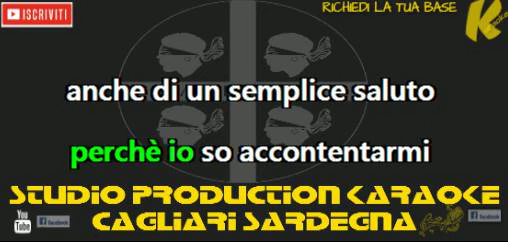 ISCRIVITI
RICHIEDI LA TUA BASE
Karaoke
anche di un semplice saluto
perchè io so accontentarmi
STUDIO PRODUCTION KARAOKE
CAGLIARI SARDEGNA
You
Tube
facebook
facebook